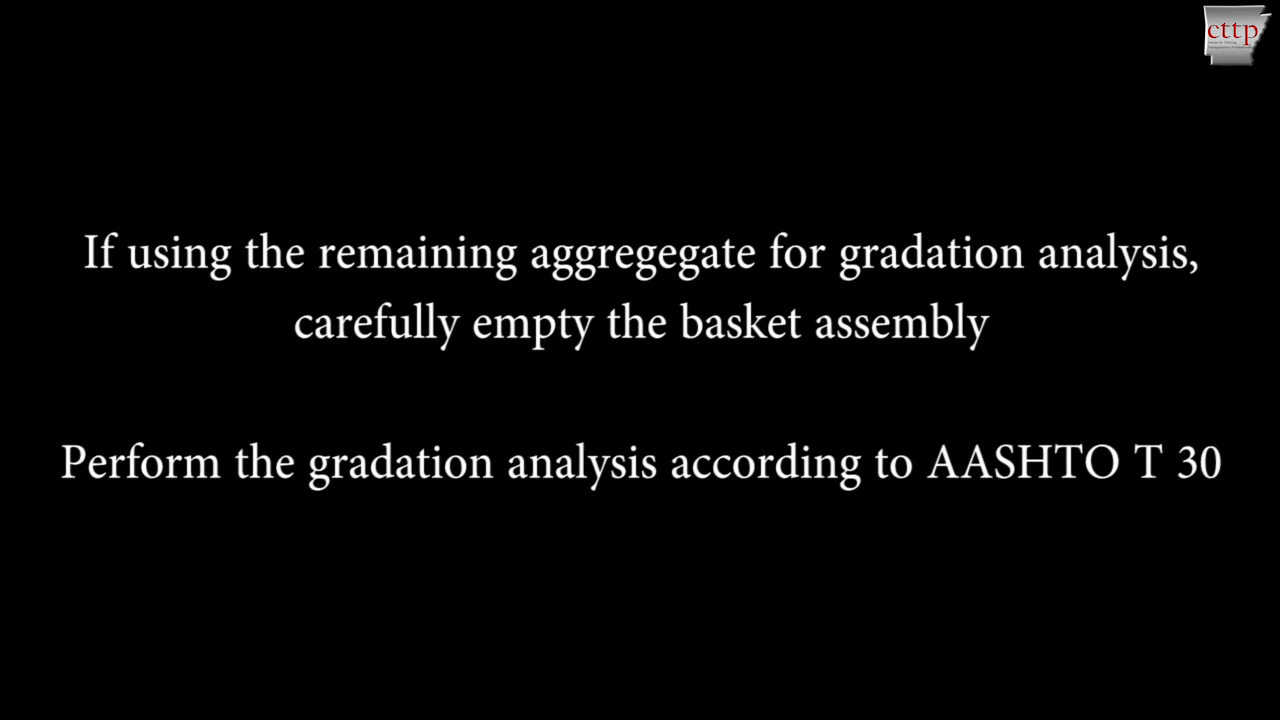 cttp
If using the remaining aggregegate for gradation analysis,
carefully empty the basket assembly
Perform the gradation analysis according to AASHTO T 30